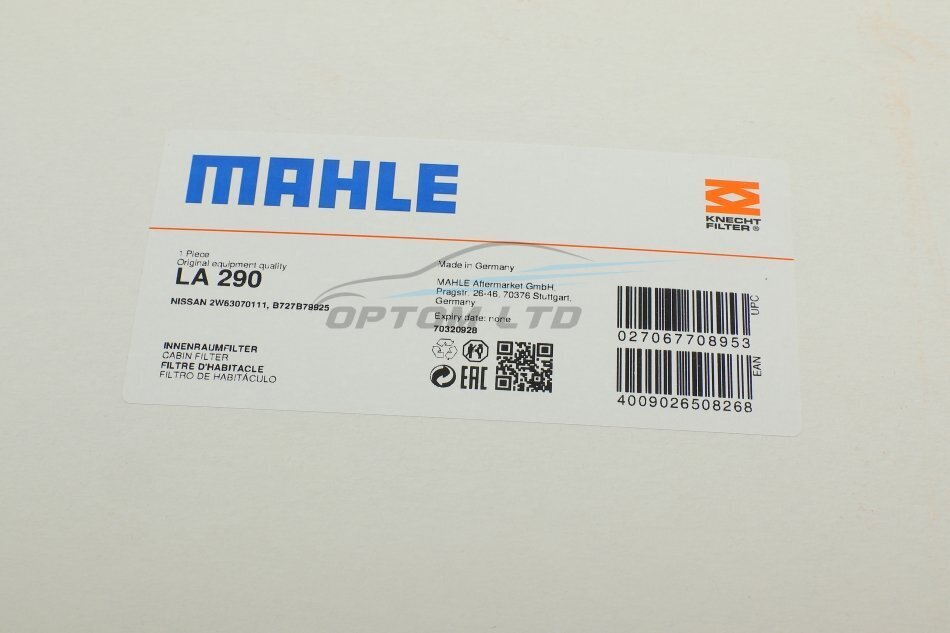 MAHLE
KNECHT
FILTER®
1 Piece
Original equipment quality
LA 290
NISSAN 2W63070111, B727B79925
INNENRAUMFILTER
CABIN FILTER
FILTRE D'HABITACLE
FILTRO DE HABITÁCULO
Made in Germany
MAHLE Aftermarket GmbH,
Pragstr. 26-46, 70376 Stuttgart,
Germany
Expiry date: none
70320928
EAC
OPTOM LTD
UPC
027067708953
EAN
4009026508268